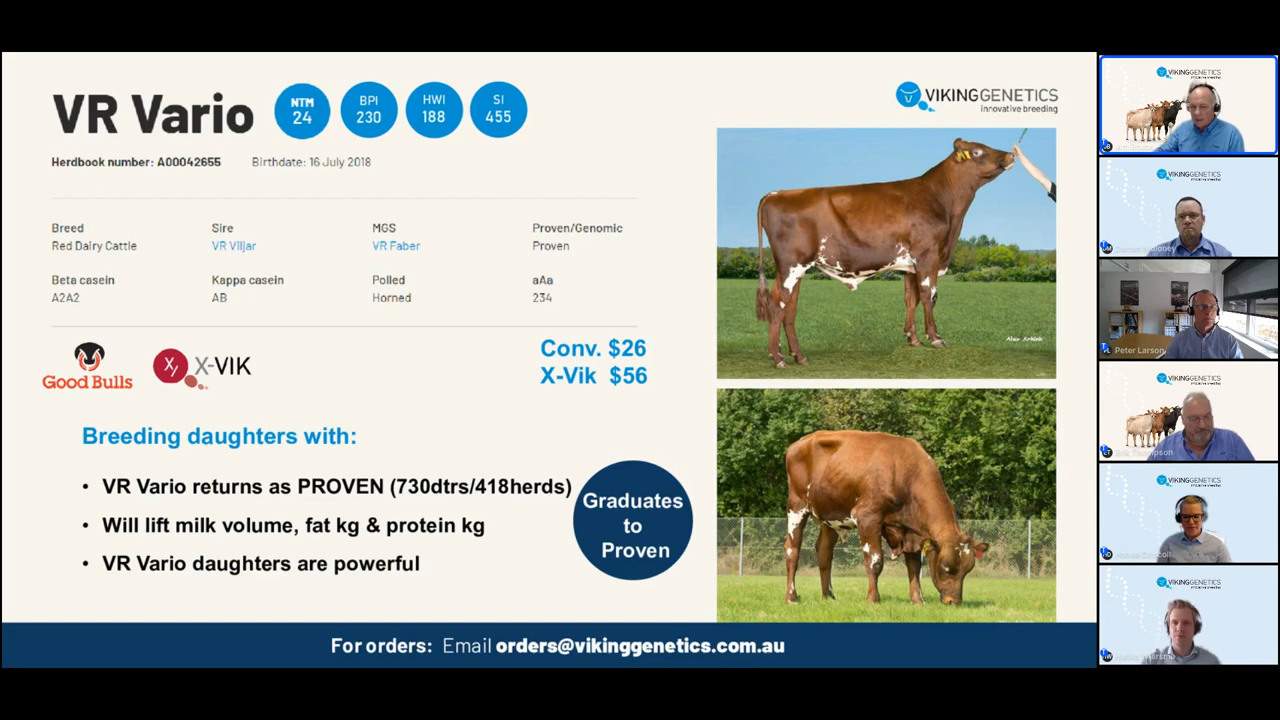 VR Vario
NTM
24
BPI
230
HWI
188
SI
455
VIKINGGENETICS
innovative breeding
Herdbook number: A00042655
Birthdate: 16 July 2018
Breed
Red Dairy Cattle
Sire
VR Viljar
MGS
VR Faber
Proven/Genomic
Proven
Beta casein
A2A2
Kappa casein
AB
Polled
Horned
aAa
234
GOOD BULLS
X-VIK
Conv. $26
X-Vik $56
Breeding daughters with:
• VR Vario returns as PROVEN (730dtrs/418herds)
• Will lift milk volume, fat kg & protein kg
• VR Vario daughters are powerful
Graduates
to
Proven
For orders: Email orders@vikinggenetics.com.au
VIKINGGENETICS
VIKINGGENETICS
Peter Larson
VIKINGGENETICS
Thompson
VIKINGGENETICS
VIKINGGENETICS